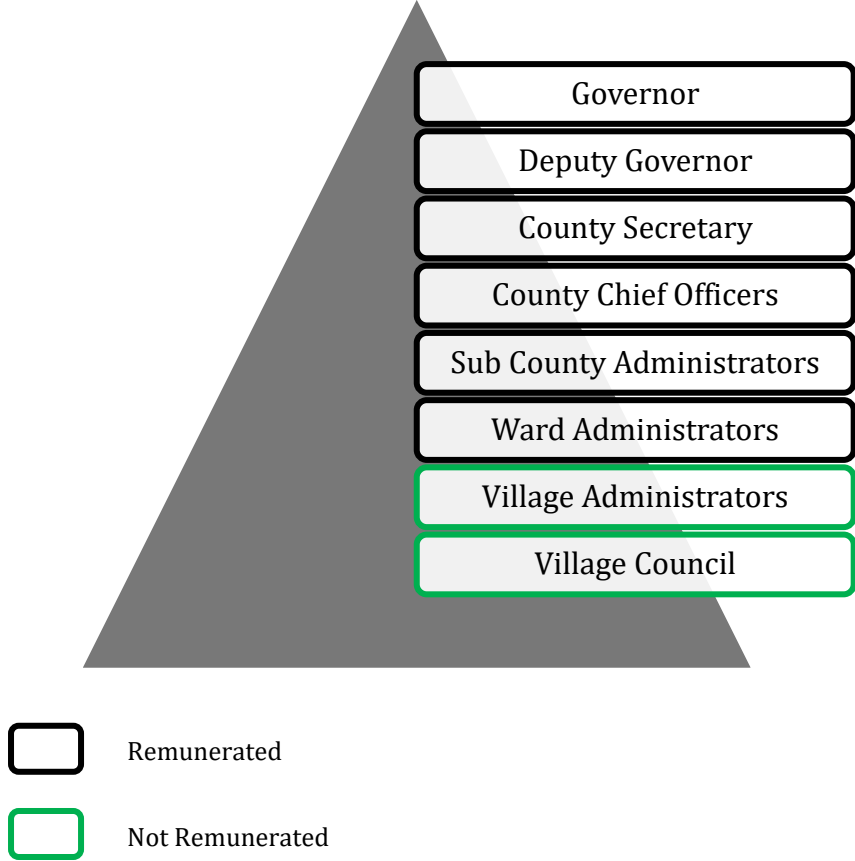 Governor
Deputy Governor
County Secretary
County Chief Officers
Sub County Administrators
Ward Administrators
Village Administrators
Village Council
Remunerated
Not Remunerated